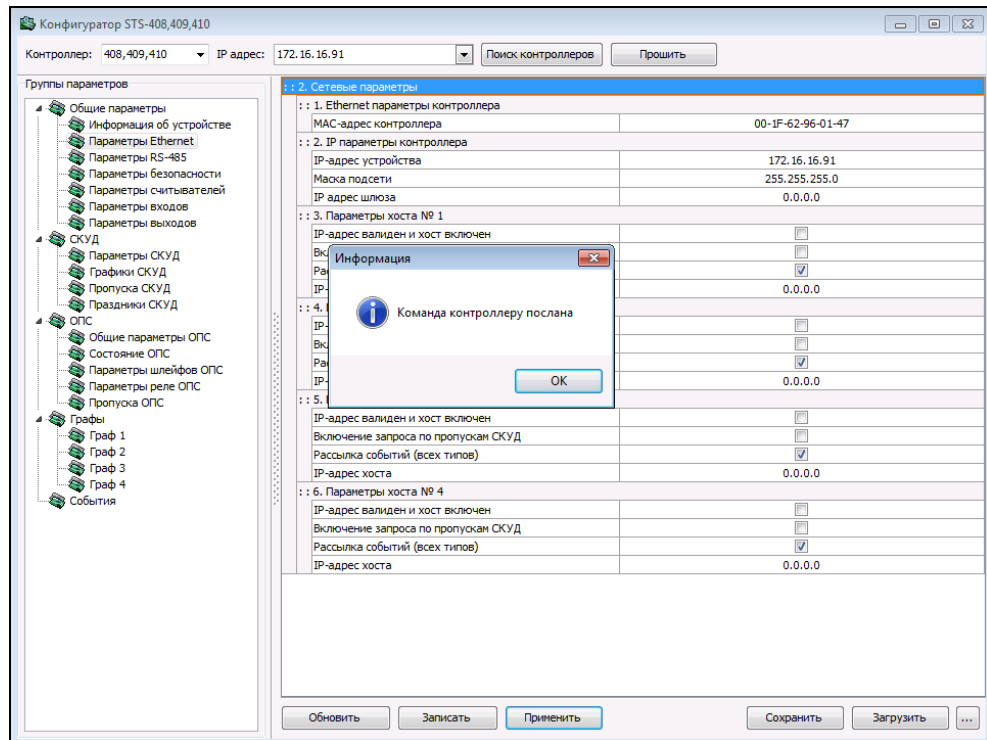 Конфигуратор STS-408,409,410
Контроллер: 408,409,410 IP адрес: 172.16.16.91 Поиск контроллеров Прошить
Группы параметров
Общие параметры
Информация об устройстве
Параметры Ethernet
Параметры RS-485
Параметры безопасности
Параметры считывателей
Параметры входов
Параметры выходов
СКУД
Параметры СКУД
Графики СКУД
Пропуска СКУД
Праздники СКУД
ОПС
Общие параметры ОПС
Состояние ОПС
Параметры шлейфов ОПС
Параметры реле ОПС
Пропуска ОПС
Графы
Граф 1
Граф 2
Граф 3
Граф 4
События
: : 2. Сетевые параметры
: : 1. Ethernet параметры контроллера
MAC-адрес контроллера 00-1F-62-96-01-47
: : 2. IP параметры контроллера
IP-адрес устройства 172.16.16.91
Маска подсети 255.255.255.0
IP адрес шлюза 0.0.0.0
: : 3. Параметры хоста № 1
IP-адрес валиден и хост включен
Вк
Ра
IP- 0.0.0.0
: : 4.
IP-
Вк
Ра
IP- 0.0.0.0
: : 5.
IP-адрес валиден и хост включен
Включение запроса по пропускам СКУД
Рассылка событий (всех типов)
IP-адрес хоста 0.0.0.0
: : 6. Параметры хоста № 4
IP-адрес валиден и хост включен
Включение запроса по пропускам СКУД
Рассылка событий (всех типов)
IP-адрес хоста 0.0.0.0
Информация
Команда контроллеру послана
OK
Обновить Записать Применить Сохранить Загрузить ...